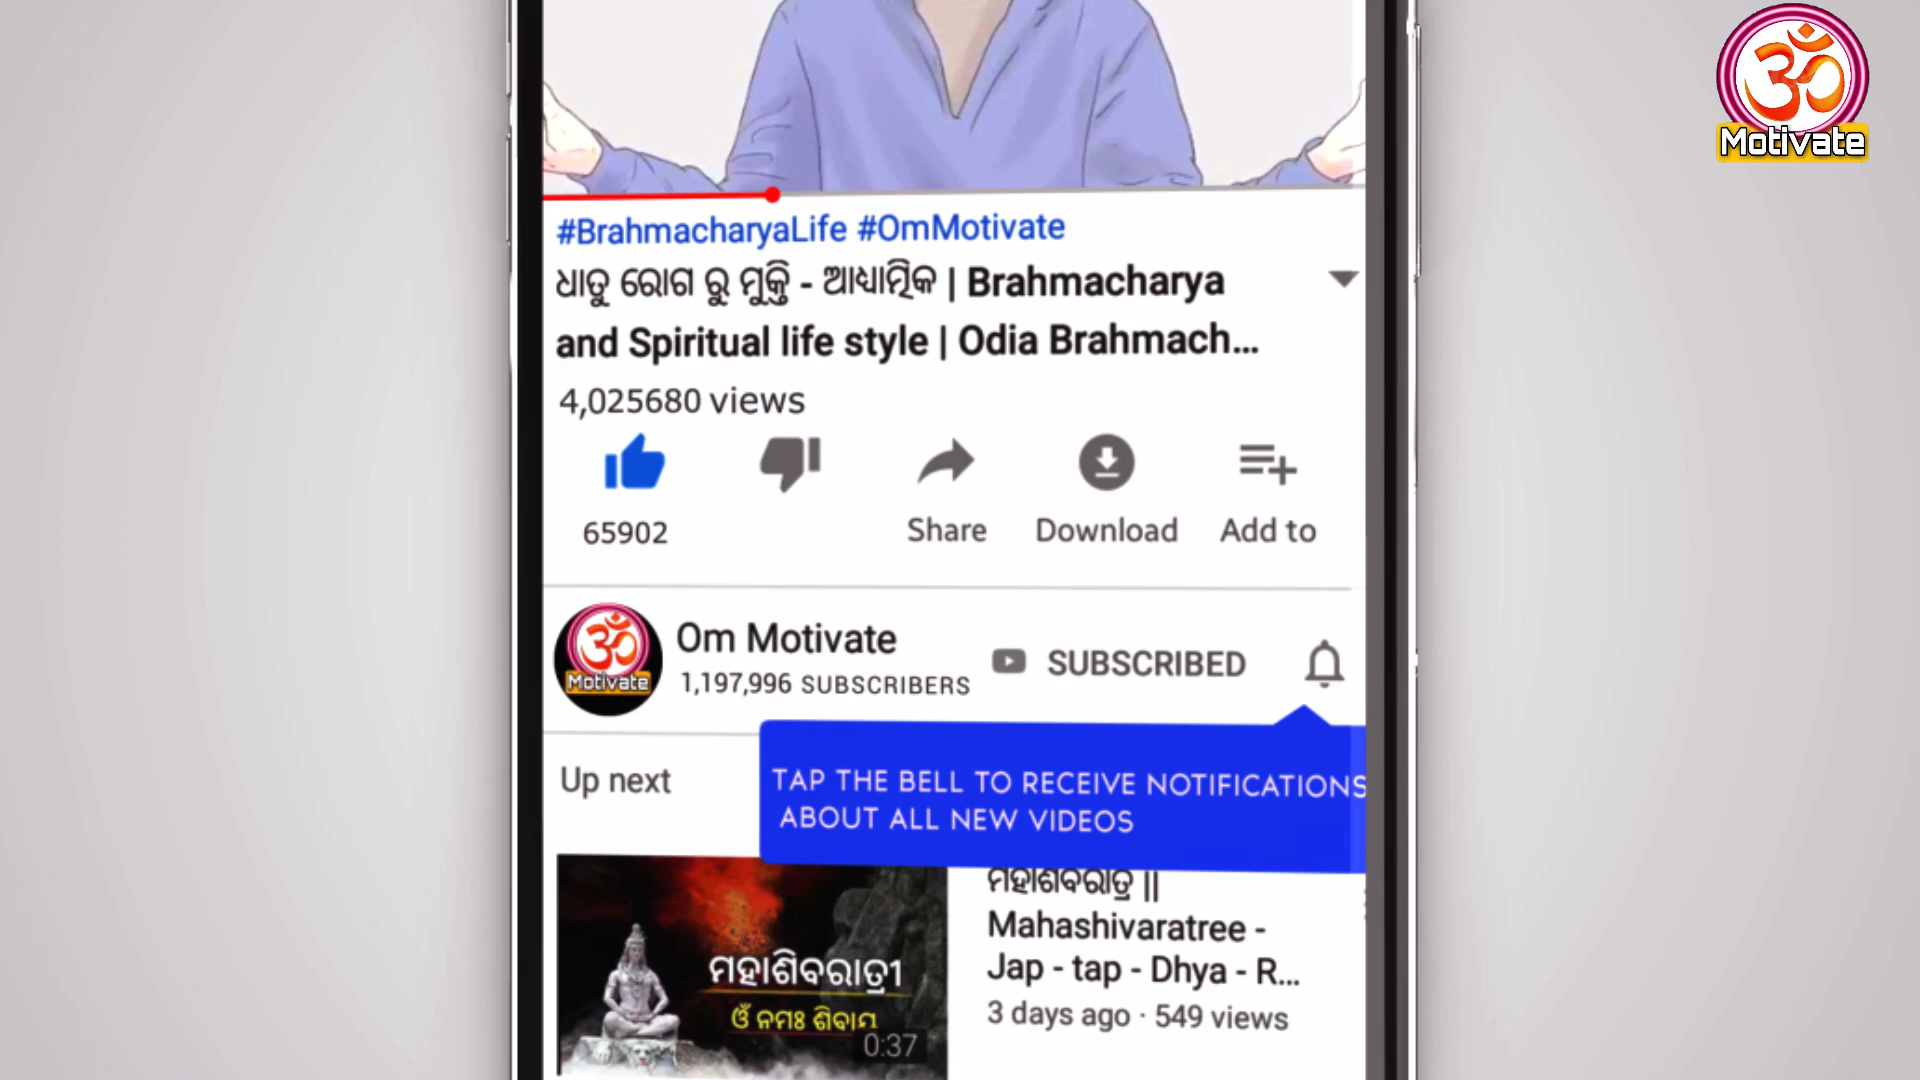 ॐ
Motivate
#BrahmacharyaLife #OmMotivate
ଧାତୁ ରୋଗ ରୁ ମୁକ୍ତି - ଆଧ୍ୟାତ୍ମିକ | Brahmacharya
and Spiritual life style | Odia Brahmach...
4,025680 views
65902
Share
Download
Add to
ॐ
Motivate
Om Motivate
1,197,996 SUBSCRIBERS
SUBSCRIBED
TAP THE BELL TO RECEIVE NOTIFICATIONS
ABOUT ALL NEW VIDEOS
Up next
ମହାଶିବରାତ୍ରୀ
ଓଁ ନମଃ ଶିବାୟ
0:37
ମହାଶିବରାତ୍ର ||
Mahashivaratree -
Jap - tap - Dhya - R...
3 days ago · 549 views